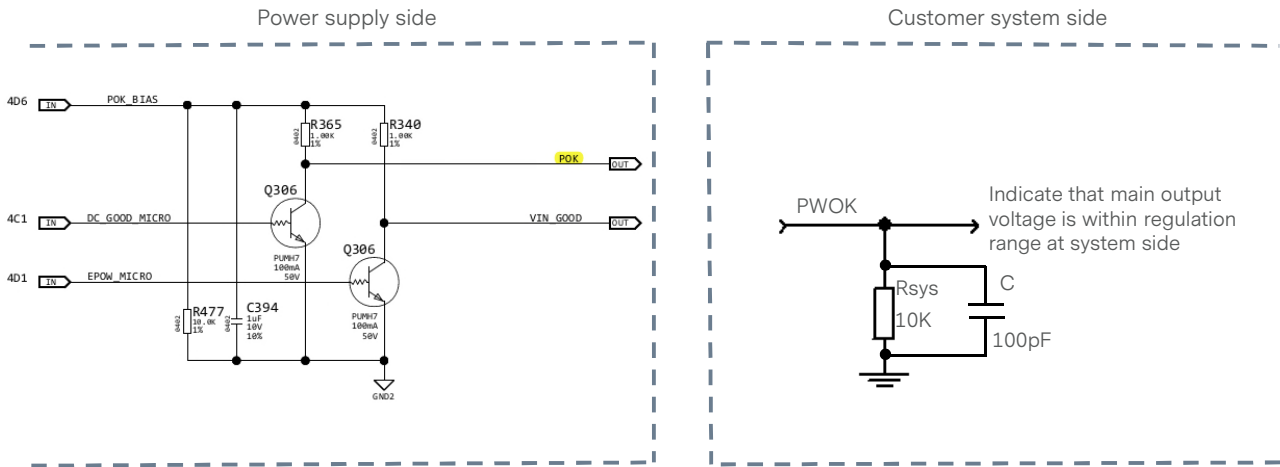 Power supply side
Customer system side
4D6 IN POK_BIAS
R365
0402
1.00K
1%
R340
0402
1.00K
1%
POK OUT
Q306
4C1 IN DC_GOOD_MICRO
VIN_GOOD OUT
PUMH7
100mA
50V
Q306
4D1 IN EPOW_MICRO
PUMH7
100mA
50V
R477
0402
10.0K
1%
C394
0402
1uF
10V
10%
GND2
PWOK
Indicate that main output
voltage is within regulation
range at system side
Rsys
10K
C
100pF